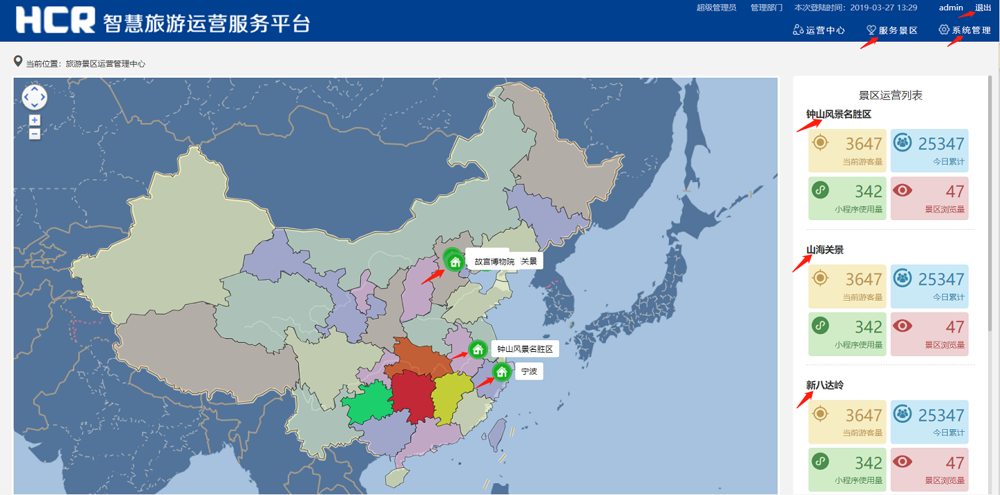 HCR 智慧旅游运营服务平台
超级管理员 管理部门 本次登陆时间：2019-03-27 13:29 admin 退出
运营中心 服务景区 系统管理
当前位置：旅游景区运营管理中心
故宫博物院 关景
钟山风景名胜区
宁波
景区运营列表
钟山风景名胜区
3647
当前游客量
25347
今日累计
342
小程序使用量
47
景区浏览量
山海关景
3647
当前游客量
25347
今日累计
342
小程序使用量
47
景区浏览量
新八达岭
3647
当前游客量
25347
今日累计
342
小程序使用量
47
景区浏览量